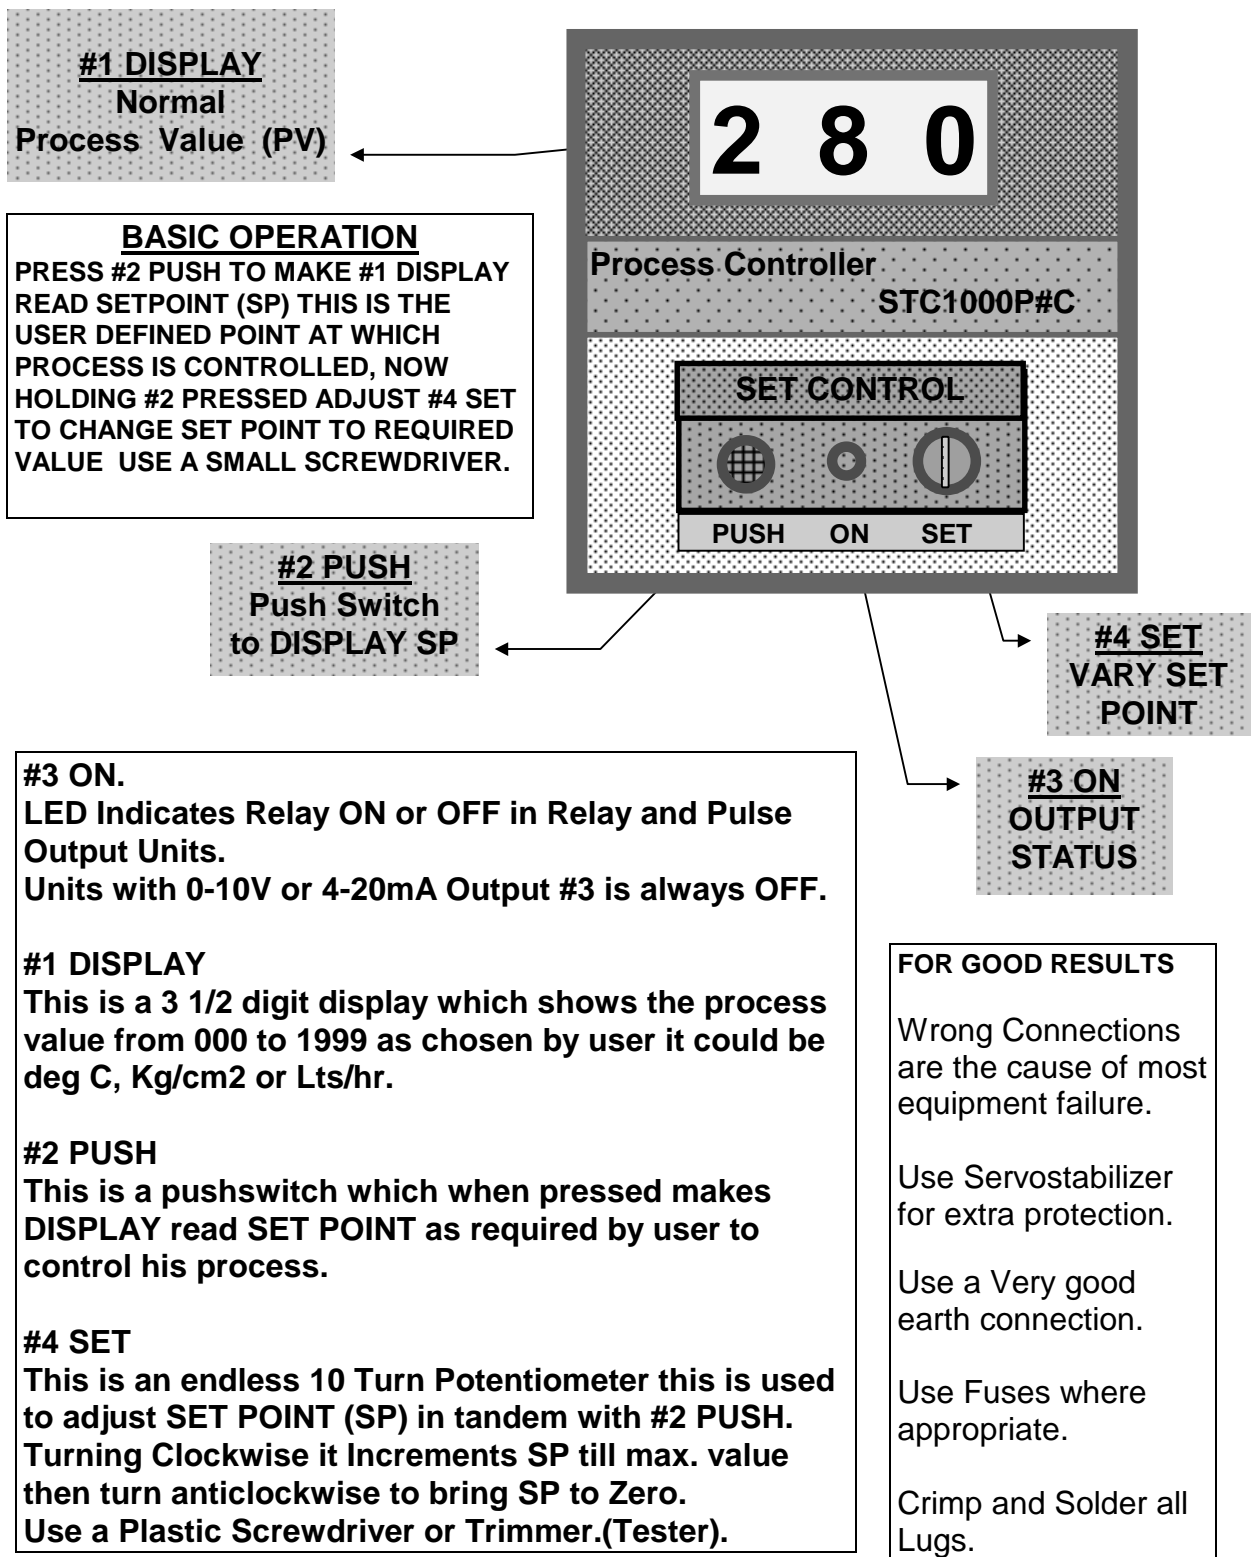 #1 DISPLAY
Normal
Process Value (PV)
2 8 0
BASIC OPERATION
PRESS #2 PUSH TO MAKE #1 DISPLAY
READ SETPOINT (SP) THIS IS THE
USER DEFINED POINT AT WHICH
PROCESS IS CONTROLLED, NOW
HOLDING #2 PRESSED ADJUST #4 SET
TO CHANGE SET POINT TO REQUIRED
VALUE USE A SMALL SCREWDRIVER.
Process Controller
STC1000P#C
SET CONTROL
PUSH ON SET
#2 PUSH
Push Switch
to DISPLAY SP
#4 SET
VARY SET
POINT
#3 ON
OUTPUT
STATUS
#3 ON.
LED Indicates Relay ON or OFF in Relay and Pulse
Output Units.
Units with 0-10V or 4-20mA Output #3 is always OFF.
#1 DISPLAY
This is a 3 1/2 digit display which shows the process
value from 000 to 1999 as chosen by user it could be
deg C, Kg/cm2 or Lts/hr.
#2 PUSH
This is a pushswitch which when pressed makes
DISPLAY read SET POINT as required by user to
control his process.
#4 SET
This is an endless 10 Turn Potentiometer this is used
to adjust SET POINT (SP) in tandem with #2 PUSH.
Turning Clockwise it Increments SP till max. value
then turn anticlockwise to bring SP to Zero.
Use a Plastic Screwdriver or Trimmer.(Tester).
FOR GOOD RESULTS
Wrong Connections
are the cause of most
equipment failure.
Use Servostabilizer
for extra protection.
Use a Very good
earth connection.
Use Fuses where
appropriate.
Crimp and Solder all
Lugs.